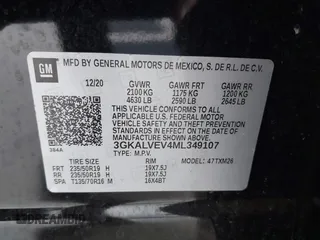 GM
MFD BY GENERAL MOTORS DE MEXICO, S. DE R.L. DE C.V.
12/20 GVWR GAWR FRT GAWR RR
2100 KG 1175 KG 1200 KG
4630 LB 2590 LB 2645 LB
THIS VEHICLE CONFORMS TO ALL
APPLICABLE U.S. FEDERAL MOTOR
VEHICLE SAFETY, BUMPER, AND
THEFT PREVENTION STANDARDS
IN EFFECT ON THE DATE OF
MANUFACTURE SHOWN ABOVE.
3GKALVEV4ML349107
TYPE: M.P.V.
TIRE SIZE RIM MODEL: 4TTXM26
FRT 235/50R19 H 19X7.5J
RR 235/50R19 H 19X7.5J
SPA T135/70R16 M 16X4BT